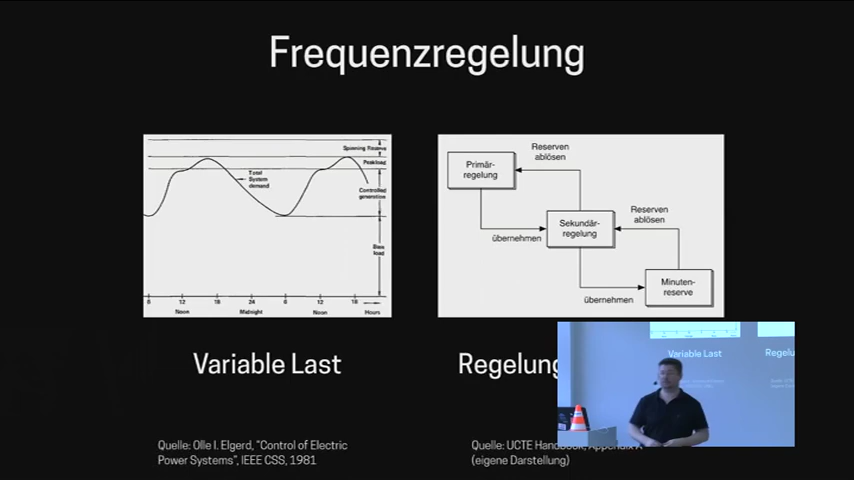 Frequenzregelung
Spinning Reserve
Peakload
Total
System
demand
Controlled
generation
Base
load
6
12
18
24
6
12
18
Noon
Midnight
Noon
Hours
Primär-
regelung
Reserven
ablösen
übernehmen
Sekundär-
regelung
Reserven
ablösen
übernehmen
Minuten-
reserve
Variable Last
Regelung
Quelle: Olle I. Elgerd, "Control of Electric
Power Systems", IEEE CSS, 1981
Quelle: UCTE Handbook, Appendix A
(eigene Darstellung)
Variable Last
Regelu